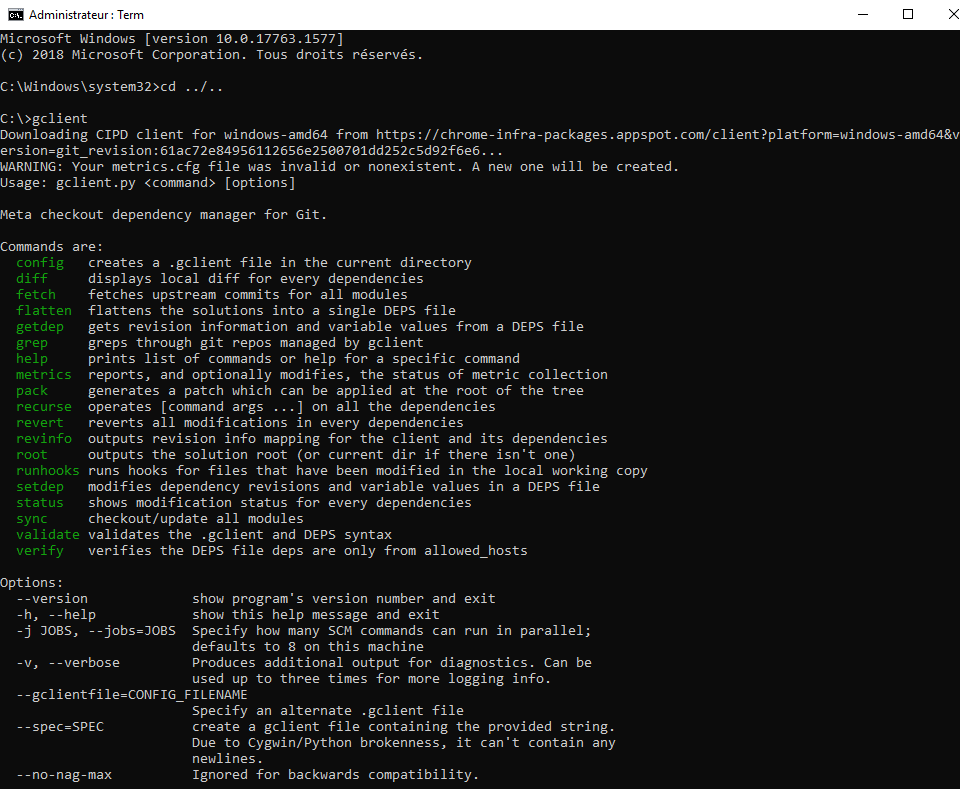 Administrateur : Term
Microsoft Windows [version 10.0.17763.1577]
(c) 2018 Microsoft Corporation. Tous droits réservés.
C:\Windows\system32>cd ../..
C:\>gclient
Downloading CIPD client for windows-amd64 from https://chrome-infra-packages.appspot.com/client?platform=windows-amd64&v
ersion=git_revision:61ac72e84956112656e2500701dd252c5d92f6e6...
WARNING: Your metrics.cfg file was invalid or nonexistent. A new one will be created.
Usage: gclient.py <command> [options]
Meta checkout dependency manager for Git.
Commands are:
config creates a .gclient file in the current directory
diff displays local diff for every dependencies
fetch fetches upstream commits for all modules
flatten flattens the solutions into a single DEPS file
getdep gets revision information and variable values from a DEPS file
grep greps through git repos managed by gclient
help prints list of commands or help for a specific command
metrics reports, and optionally modifies, the status of metric collection
pack generates a patch which can be applied at the root of the tree
recurse operates [command args ...] on all the dependencies
revert reverts all modifications in every dependencies
revinfo outputs revision info mapping for the client and its dependencies
root outputs the solution root (or current dir if there isn't one)
runhooks runs hooks for files that have been modified in the local working copy
setdep modifies dependency revisions and variable values in a DEPS file
status shows modification status for every dependencies
sync checkout/update all modules
validate validates the .gclient and DEPS syntax
verify verifies the DEPS file deps are only from allowed_hosts
Options:
--version show program's version number and exit
-h, --help show this help message and exit
-j JOBS, --jobs=JOBS Specify how many SCM commands can run in parallel;
defaults to 8 on this machine
-v, --verbose Produces additional output for diagnostics. Can be
used up to three times for more logging info.
--gclientfile=CONFIG_FILENAME
Specify an alternate .gclient file
--spec=SPEC create a gclient file containing the provided string.
Due to Cygwin/Python brokenness, it can't contain any
newlines.
--no-nag-max Ignored for backwards compatibility.